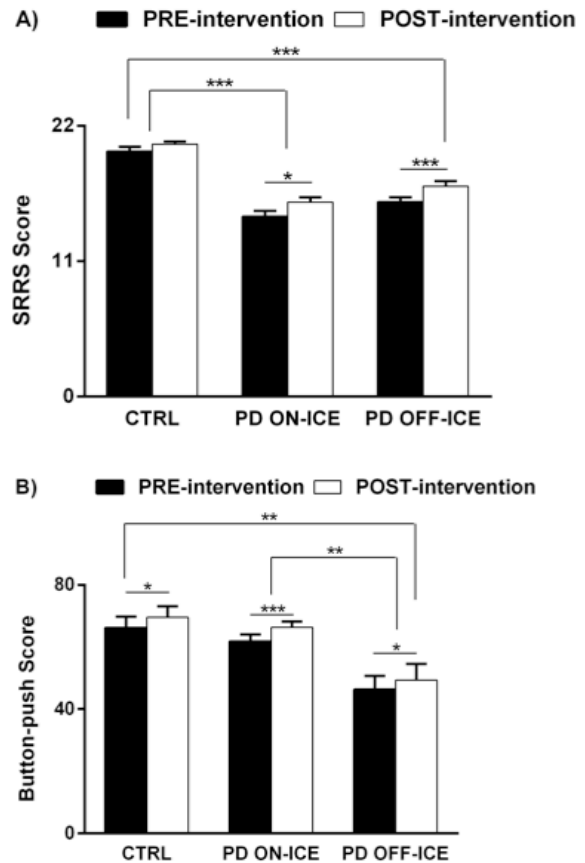 A) PRE-intervention POST-intervention
***
***
22
* ***
SRRS Score
11
0
CTRL PD ON-ICE PD OFF-ICE
B) PRE-intervention POST-intervention
**
**
80
* *** *
Button-push Score
40
0
CTRL PD ON-ICE PD OFF-ICE